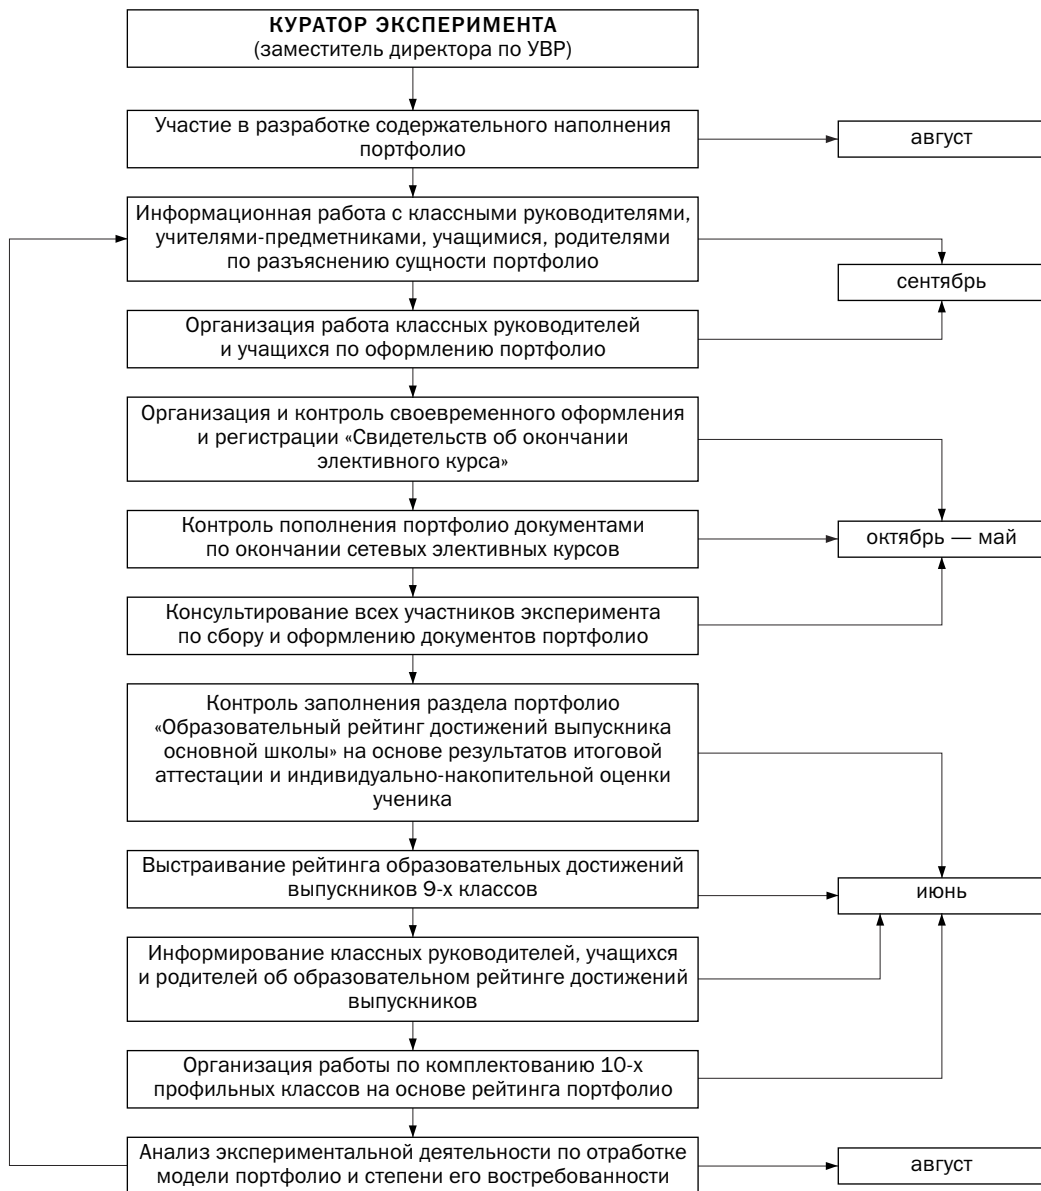 КУРАТОР ЭКСПЕРИМЕНТА
(заместитель директора по УВР)
Участие в разработке содержательного наполнения
портфолио
август
Информационная работа с классными руководителями,
учителями-предметниками, учащимися, родителями
по разъяснению сущности портфолио
сентябрь
Организация работа классных руководителей
и учащихся по оформлению портфолио
Организация и контроль своевременного оформления
и регистрации «Свидетельств об окончании
элективного курса»
Контроль пополнения портфолио документами
по окончании сетевых элективных курсов
октябрь — май
Консультирование всех участников эксперимента
по сбору и оформлению документов портфолио
Контроль заполнения раздела портфолио
«Образовательный рейтинг достижений выпускника
основной школы» на основе результатов итоговой
аттестации и индивидуально-накопительной оценки
ученика
Выстраивание рейтинга образовательных достижений
выпускников 9-х классов
июнь
Информирование классных руководителей, учащихся
и родителей об образовательном рейтинге достижений
выпускников
Организация работы по комплектованию 10-х
профильных классов на основе рейтинга портфолио
Анализ экспериментальной деятельности по отработке
модели портфолио и степени его востребованности
август